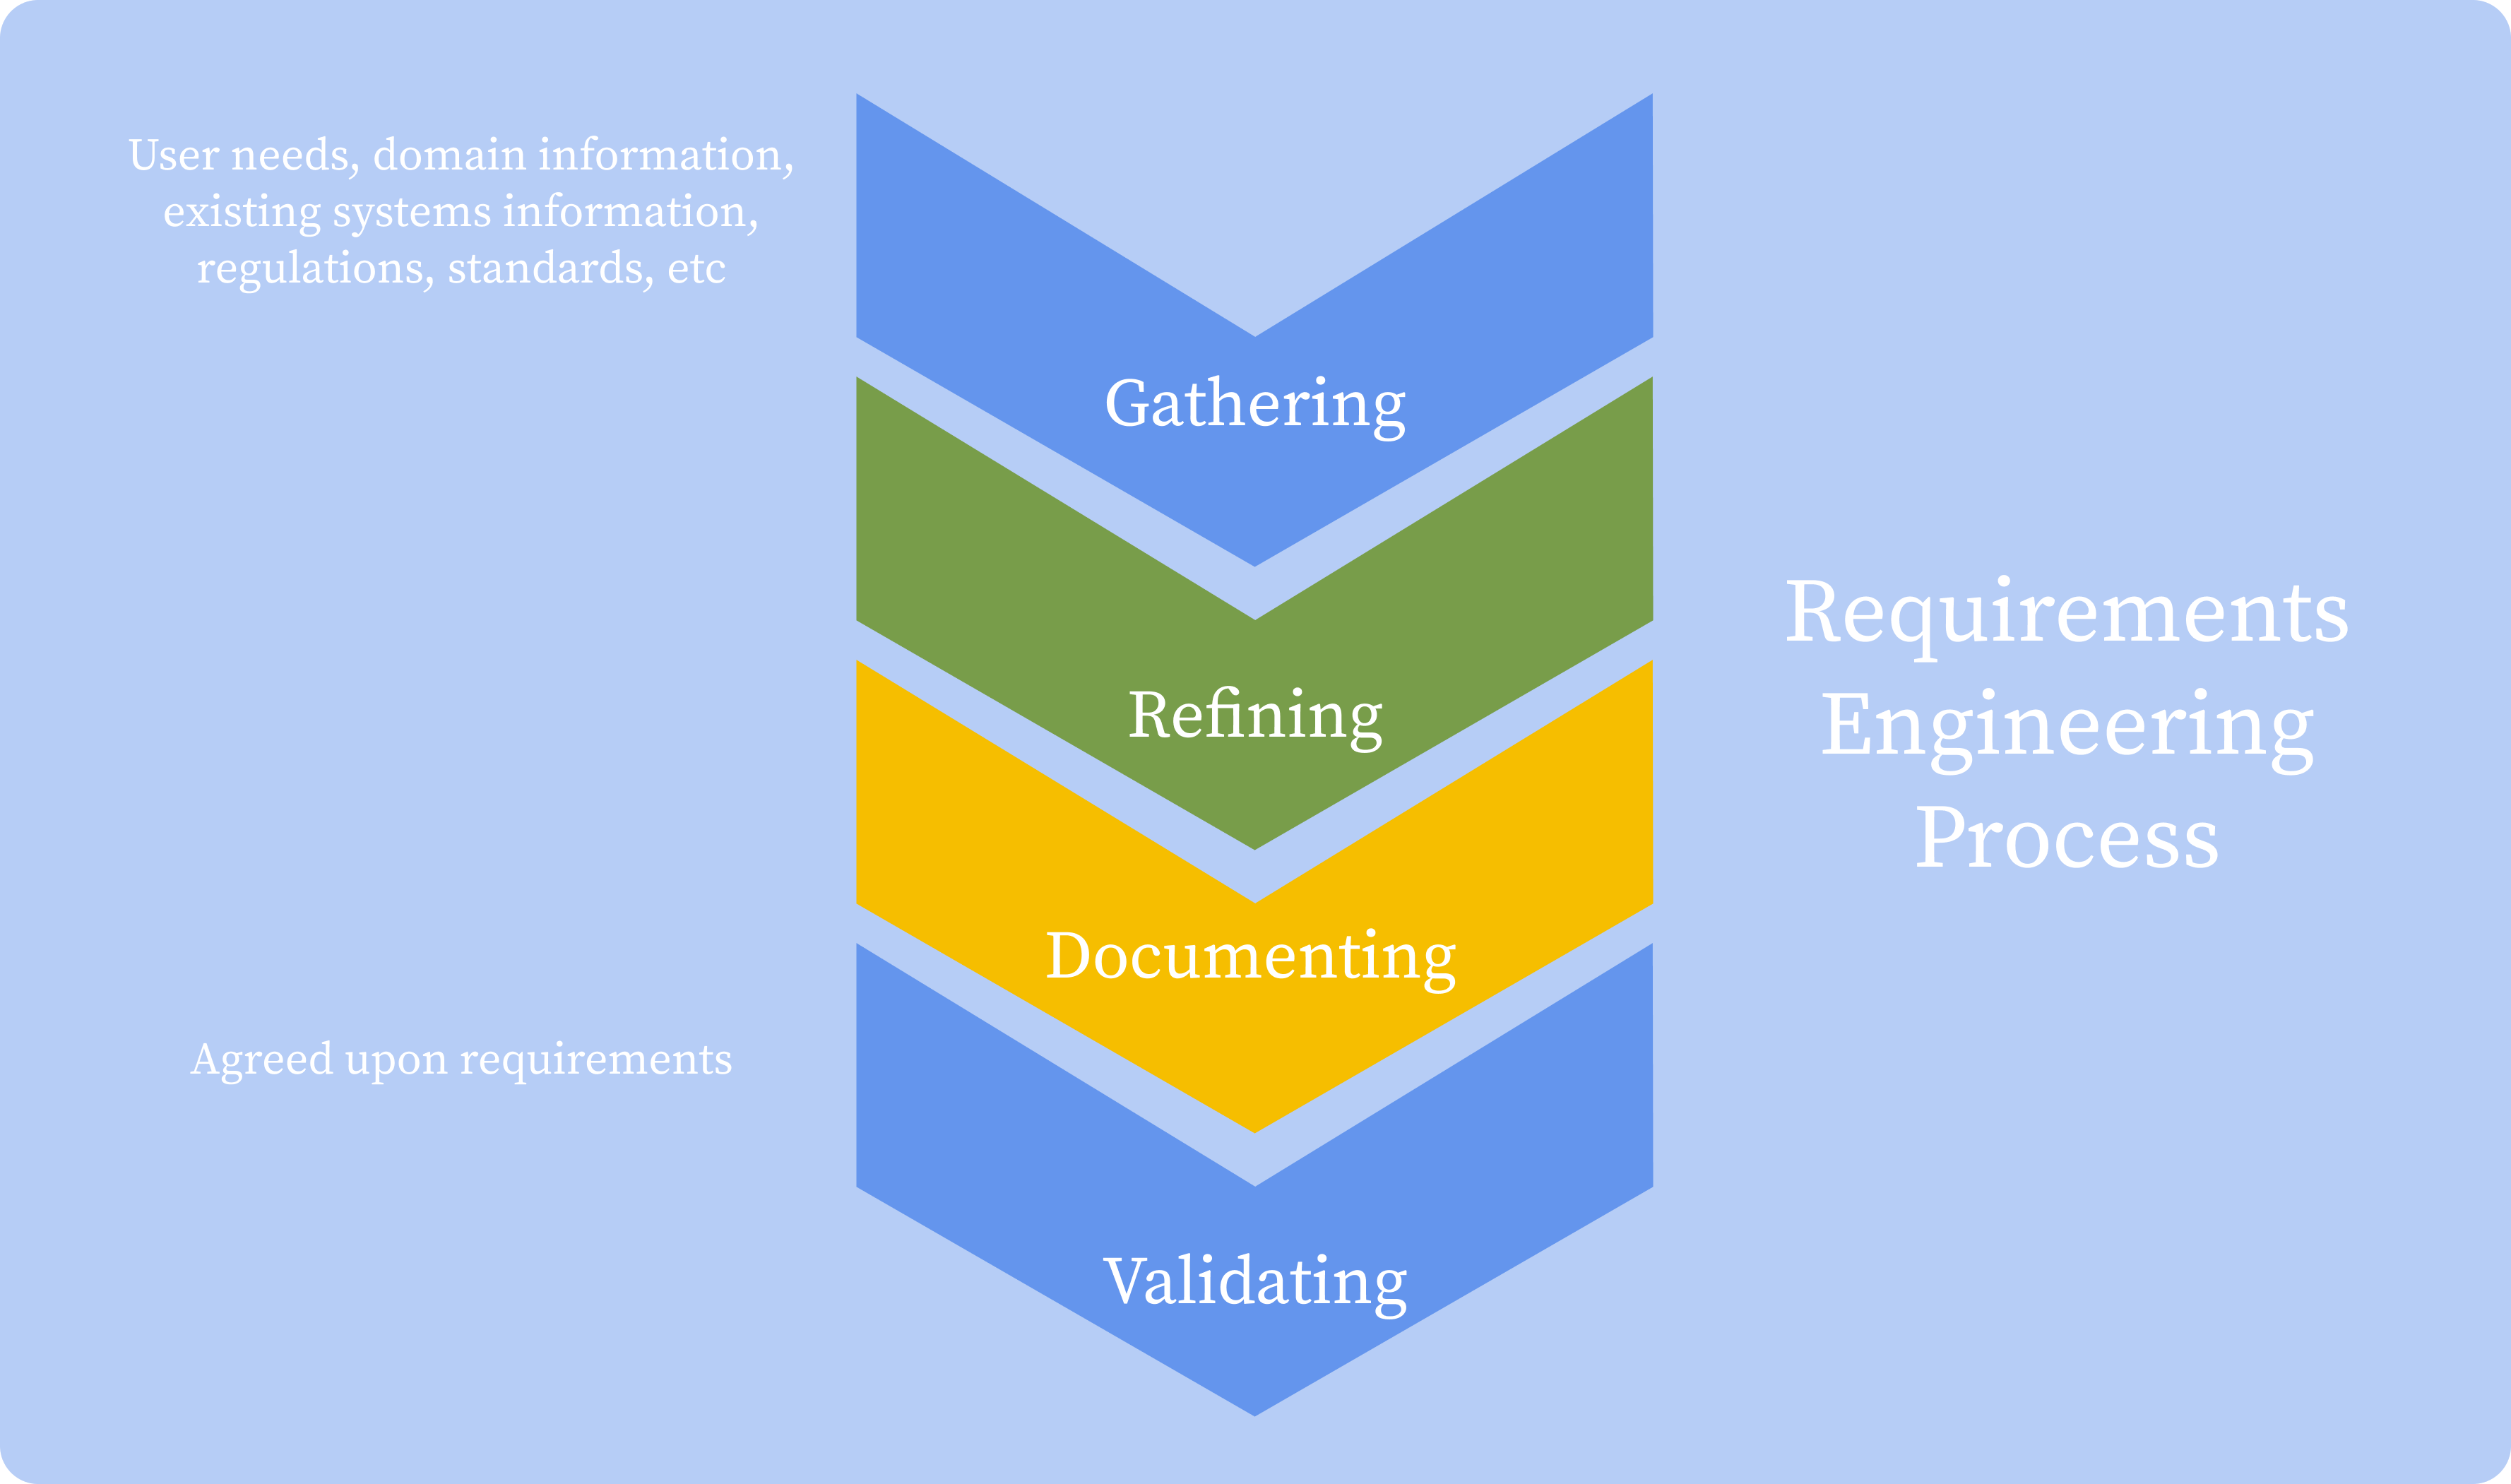 User needs, domain information,
existing systems information,
regulations, standards, etc
Gathering
Refining
Documenting
Validating
Agreed upon requirements
Requirements
Engineering
Process